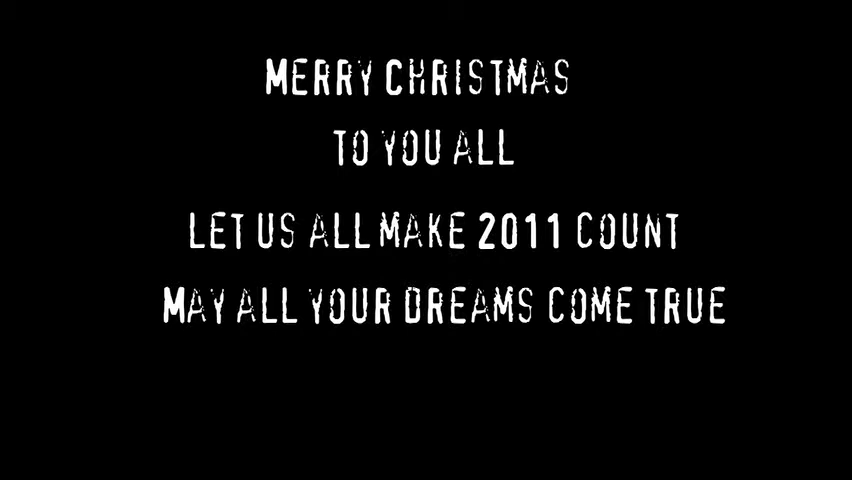 MERRY CHRISTMAS
TO YOU ALL
LET US ALL MAKE 2011 COUNT
MAY ALL YOUR DREAMS COME TRUE